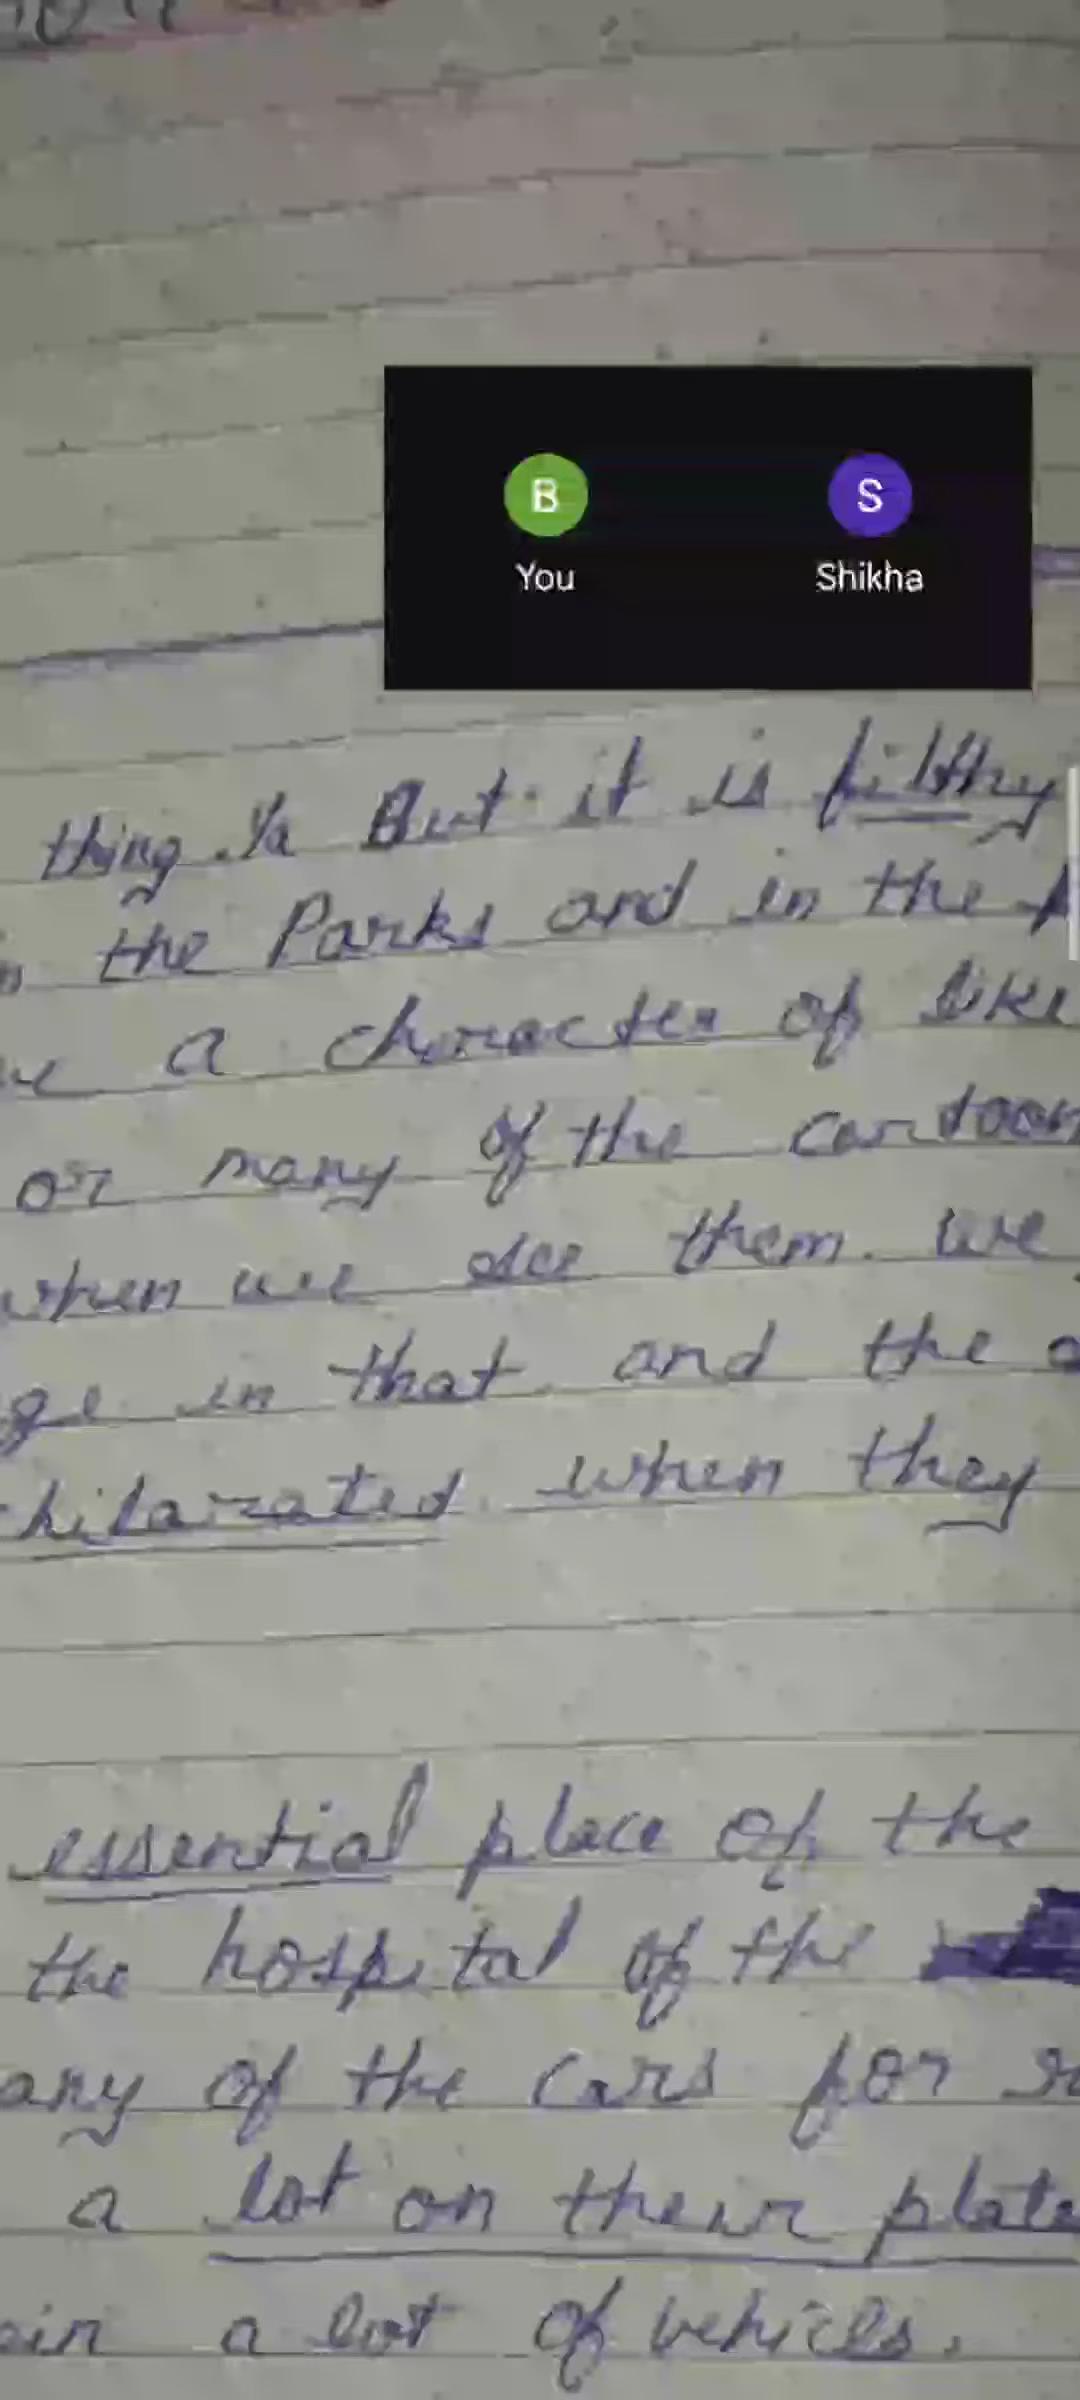 B S
You Shikha
thing. But it is filthy
the Parks and in the
a character of like
or many of the cartoon
when we see them. we
in that and the
hilarated when they
essential place of the
the hospital of the
any of the cars for
a lot on their plate
a lot of vehicles.